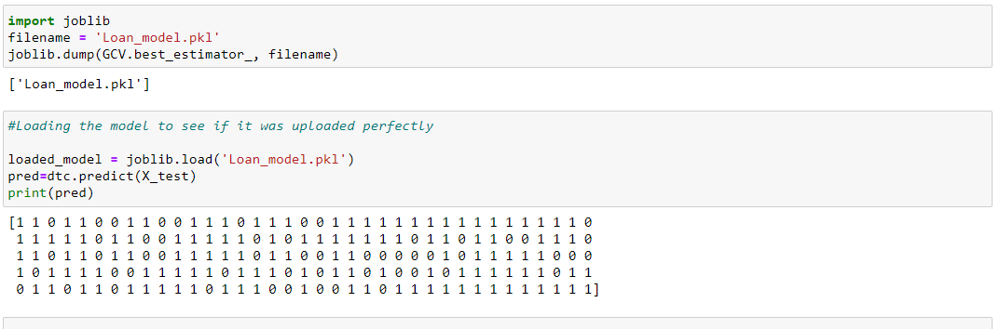 import joblib
filename = 'Loan_model.pkl'
joblib.dump(GCV.best_estimator_, filename)
['Loan_model.pkl']
#Loading the model to see if it was uploaded perfectly
loaded_model = joblib.load('Loan_model.pkl')
pred=dtc.predict(X_test)
print(pred)
[1 1 0 1 1 0 0 1 1 0 0 1 1 1 0 1 1 1 0 0 1 1 1 1 1 1 1 1 1 1 1 1 1 1 1 1 0
1 1 1 1 1 0 1 1 0 0 1 1 1 1 1 0 1 0 1 1 1 1 1 1 1 0 1 1 0 1 1 0 0 1 1 1 0
1 1 0 1 1 0 1 1 0 0 1 1 1 1 1 0 1 1 0 0 1 1 0 0 0 0 0 1 0 1 1 1 1 1 0 0 0
1 0 1 1 1 1 0 0 1 1 1 1 1 0 1 1 1 0 1 0 1 1 0 1 0 0 1 0 1 1 1 1 1 1 0 1 1
0 1 1 0 1 1 0 1 1 1 1 1 0 1 1 1 0 0 1 0 0 1 1 0 1 1 1 1 1 1 1 1 1 1 1 1 1]